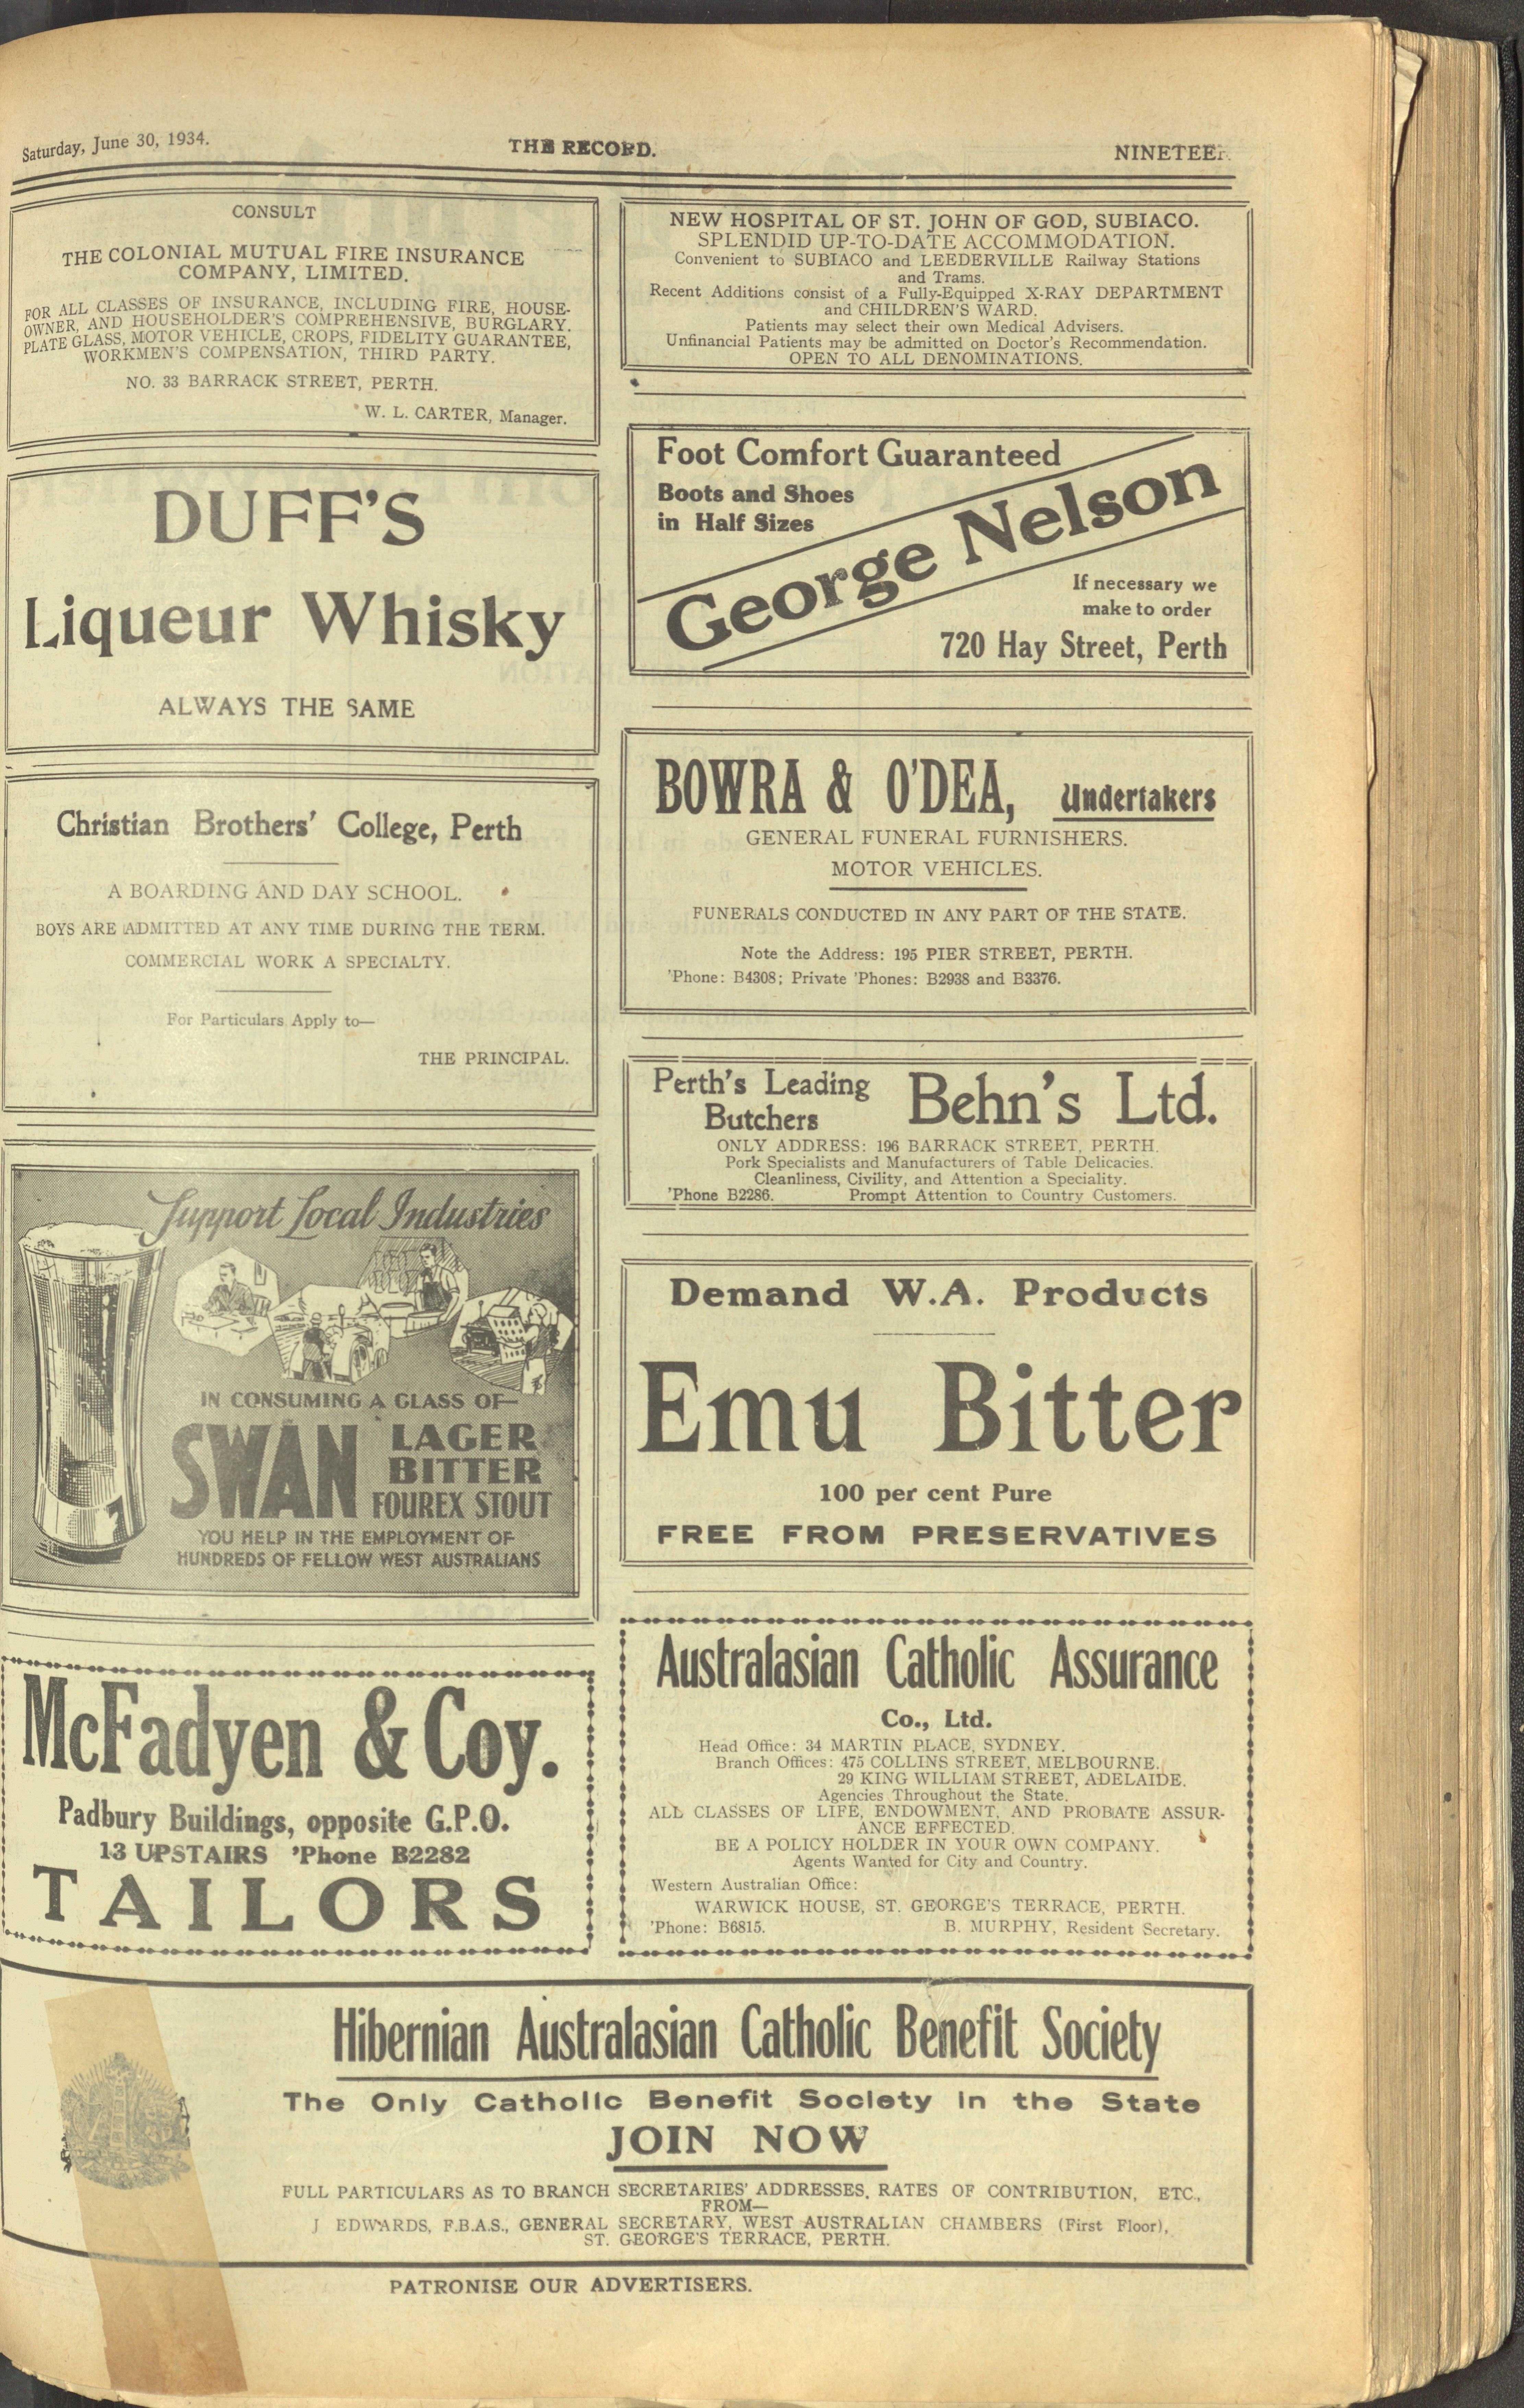 Saturday, June 30, 1934.
THE RECORD.
NINETEEN
CONSULT
THE COLONIAL MUTUAL FIRE INSURANCE
COMPANY, LIMITED.
FOR ALL CLASSES OF INSURANCE, INCLUDING FIRE, HOUSE-
OWNER, AND HOUSEHOLDER'S COMPREHENSIVE, BURGLARY.
PLATE GLASS, MOTOR VEHICLE, CROPS, FIDELITY GUARANTEE,
WORKMEN'S COMPENSATION, THIRD PARTY.
NO. 33 BARRACK STREET, PERTH.
W. L. CARTER, Manager.
DUFF'S
Liqueur Whisky
ALWAYS THE SAME
Christian Brothers' College, Perth
A BOARDING AND DAY SCHOOL.
BOYS ARE ADMITTED AT ANY TIME DURING THE TERM.
COMMERCIAL WORK A SPECIALTY.
For Particulars Apply to—
THE PRINCIPAL.
Support Local Industries
IN CONSUMING A GLASS OF—
SWAN LAGER
BITTER
FOUREX STOUT
YOU HELP IN THE EMPLOYMENT OF
HUNDREDS OF FELLOW WEST AUSTRALIANS
McFadyen & Coy.
Padbury Buildings, opposite G.P.O.
13 UPSTAIRS 'Phone B2282
TAILORS
NEW HOSPITAL OF ST. JOHN OF GOD, SUBIACO.
SPLENDID UP-TO-DATE ACCOMMODATION.
Convenient to SUBIACO and LEEDERVILLE Railway Stations
and Trams.
Recent Additions consist of a Fully-Equipped X-RAY DEPARTMENT
and CHILDREN'S WARD.
Patients may select their own Medical Advisers.
Unfinancial Patients may be admitted on Doctor's Recommendation.
OPEN TO ALL DENOMINATIONS.
Foot Comfort Guaranteed
Boots and Shoes
in Half Sizes
George Nelson
If necessary we
make to order
720 Hay Street, Perth
BOWRA & O'DEA, Undertakers
GENERAL FUNERAL FURNISHERS.
MOTOR VEHICLES.
FUNERALS CONDUCTED IN ANY PART OF THE STATE.
Note the Address: 195 PIER STREET, PERTH.
'Phone: B4308; Private 'Phones: B2938 and B3376.
Perth's Leading
Butchers
Behn's Ltd.
ONLY ADDRESS: 196 BARRACK STREET, PERTH.
Pork Specialists and Manufacturers of Table Delicacies.
Cleanliness, Civility, and Attention a Speciality.
'Phone B2286. Prompt Attention to Country Customers.
Demand W.A. Products
Emu Bitter
100 per cent Pure
FREE FROM PRESERVATIVES
Australasian Catholic Assurance
Co., Ltd.
Head Office: 34 MARTIN PLACE, SYDNEY.
Branch Offices: 475 COLLINS STREET, MELBOURNE.
29 KING WILLIAM STREET, ADELAIDE.
Agencies Throughout the State.
ALL CLASSES OF LIFE, ENDOWMENT, AND PROBATE ASSUR-
ANCE EFFECTED.
BE A POLICY HOLDER IN YOUR OWN COMPANY.
Agents Wanted for City and Country.
Western Australian Office:
WARWICK HOUSE, ST. GEORGE'S TERRACE, PERTH.
'Phone: B6815. B. MURPHY, Resident Secretary.
Hibernian Australasian Catholic Benefit Society
The Only Catholic Benefit Society in the State
JOIN NOW
FULL PARTICULARS AS TO BRANCH SECRETARIES' ADDRESSES, RATES OF CONTRIBUTION, ETC.,
FROM—
J EDWARDS, F.B.A.S., GENERAL SECRETARY, WEST AUSTRALIAN CHAMBERS (First Floor),
ST. GEORGE'S TERRACE, PERTH.
PATRONISE OUR ADVERTISERS.